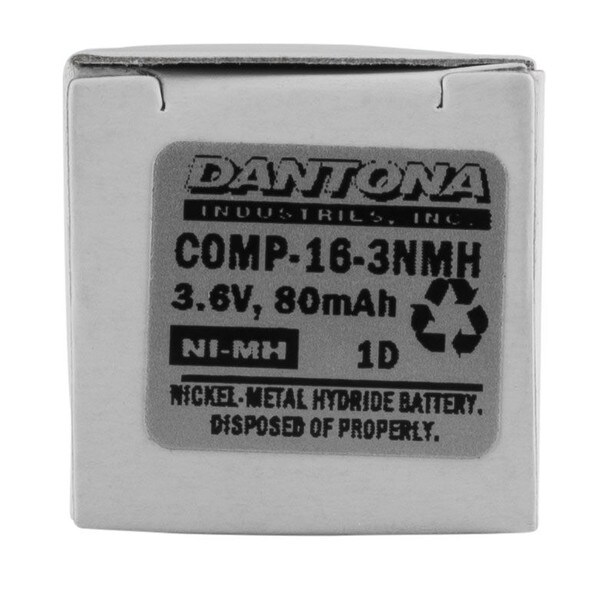 DANTONA
INDUSTRIES, INC.
COMP-16-3NMH
3.6V, 80mAh
NI-MH 1D
NICKEL-METAL HYDRIDE BATTERY.
DISPOSED OF PROPERLY.